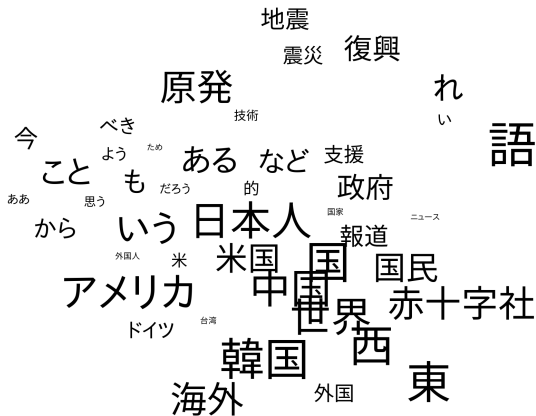 地震
震災
復興
原発
れ
技術
い
べき
今
語
よう
ため
ある
など
支援
こと
も
だろう
的
政府
ああ
思う
国家
ニュース
から
いう
日本人
報道
外国人
米
米国
国
国民
アメリカ
中国
世界
赤十字社
ドイツ
台湾
西
韓国
東
海外
外国